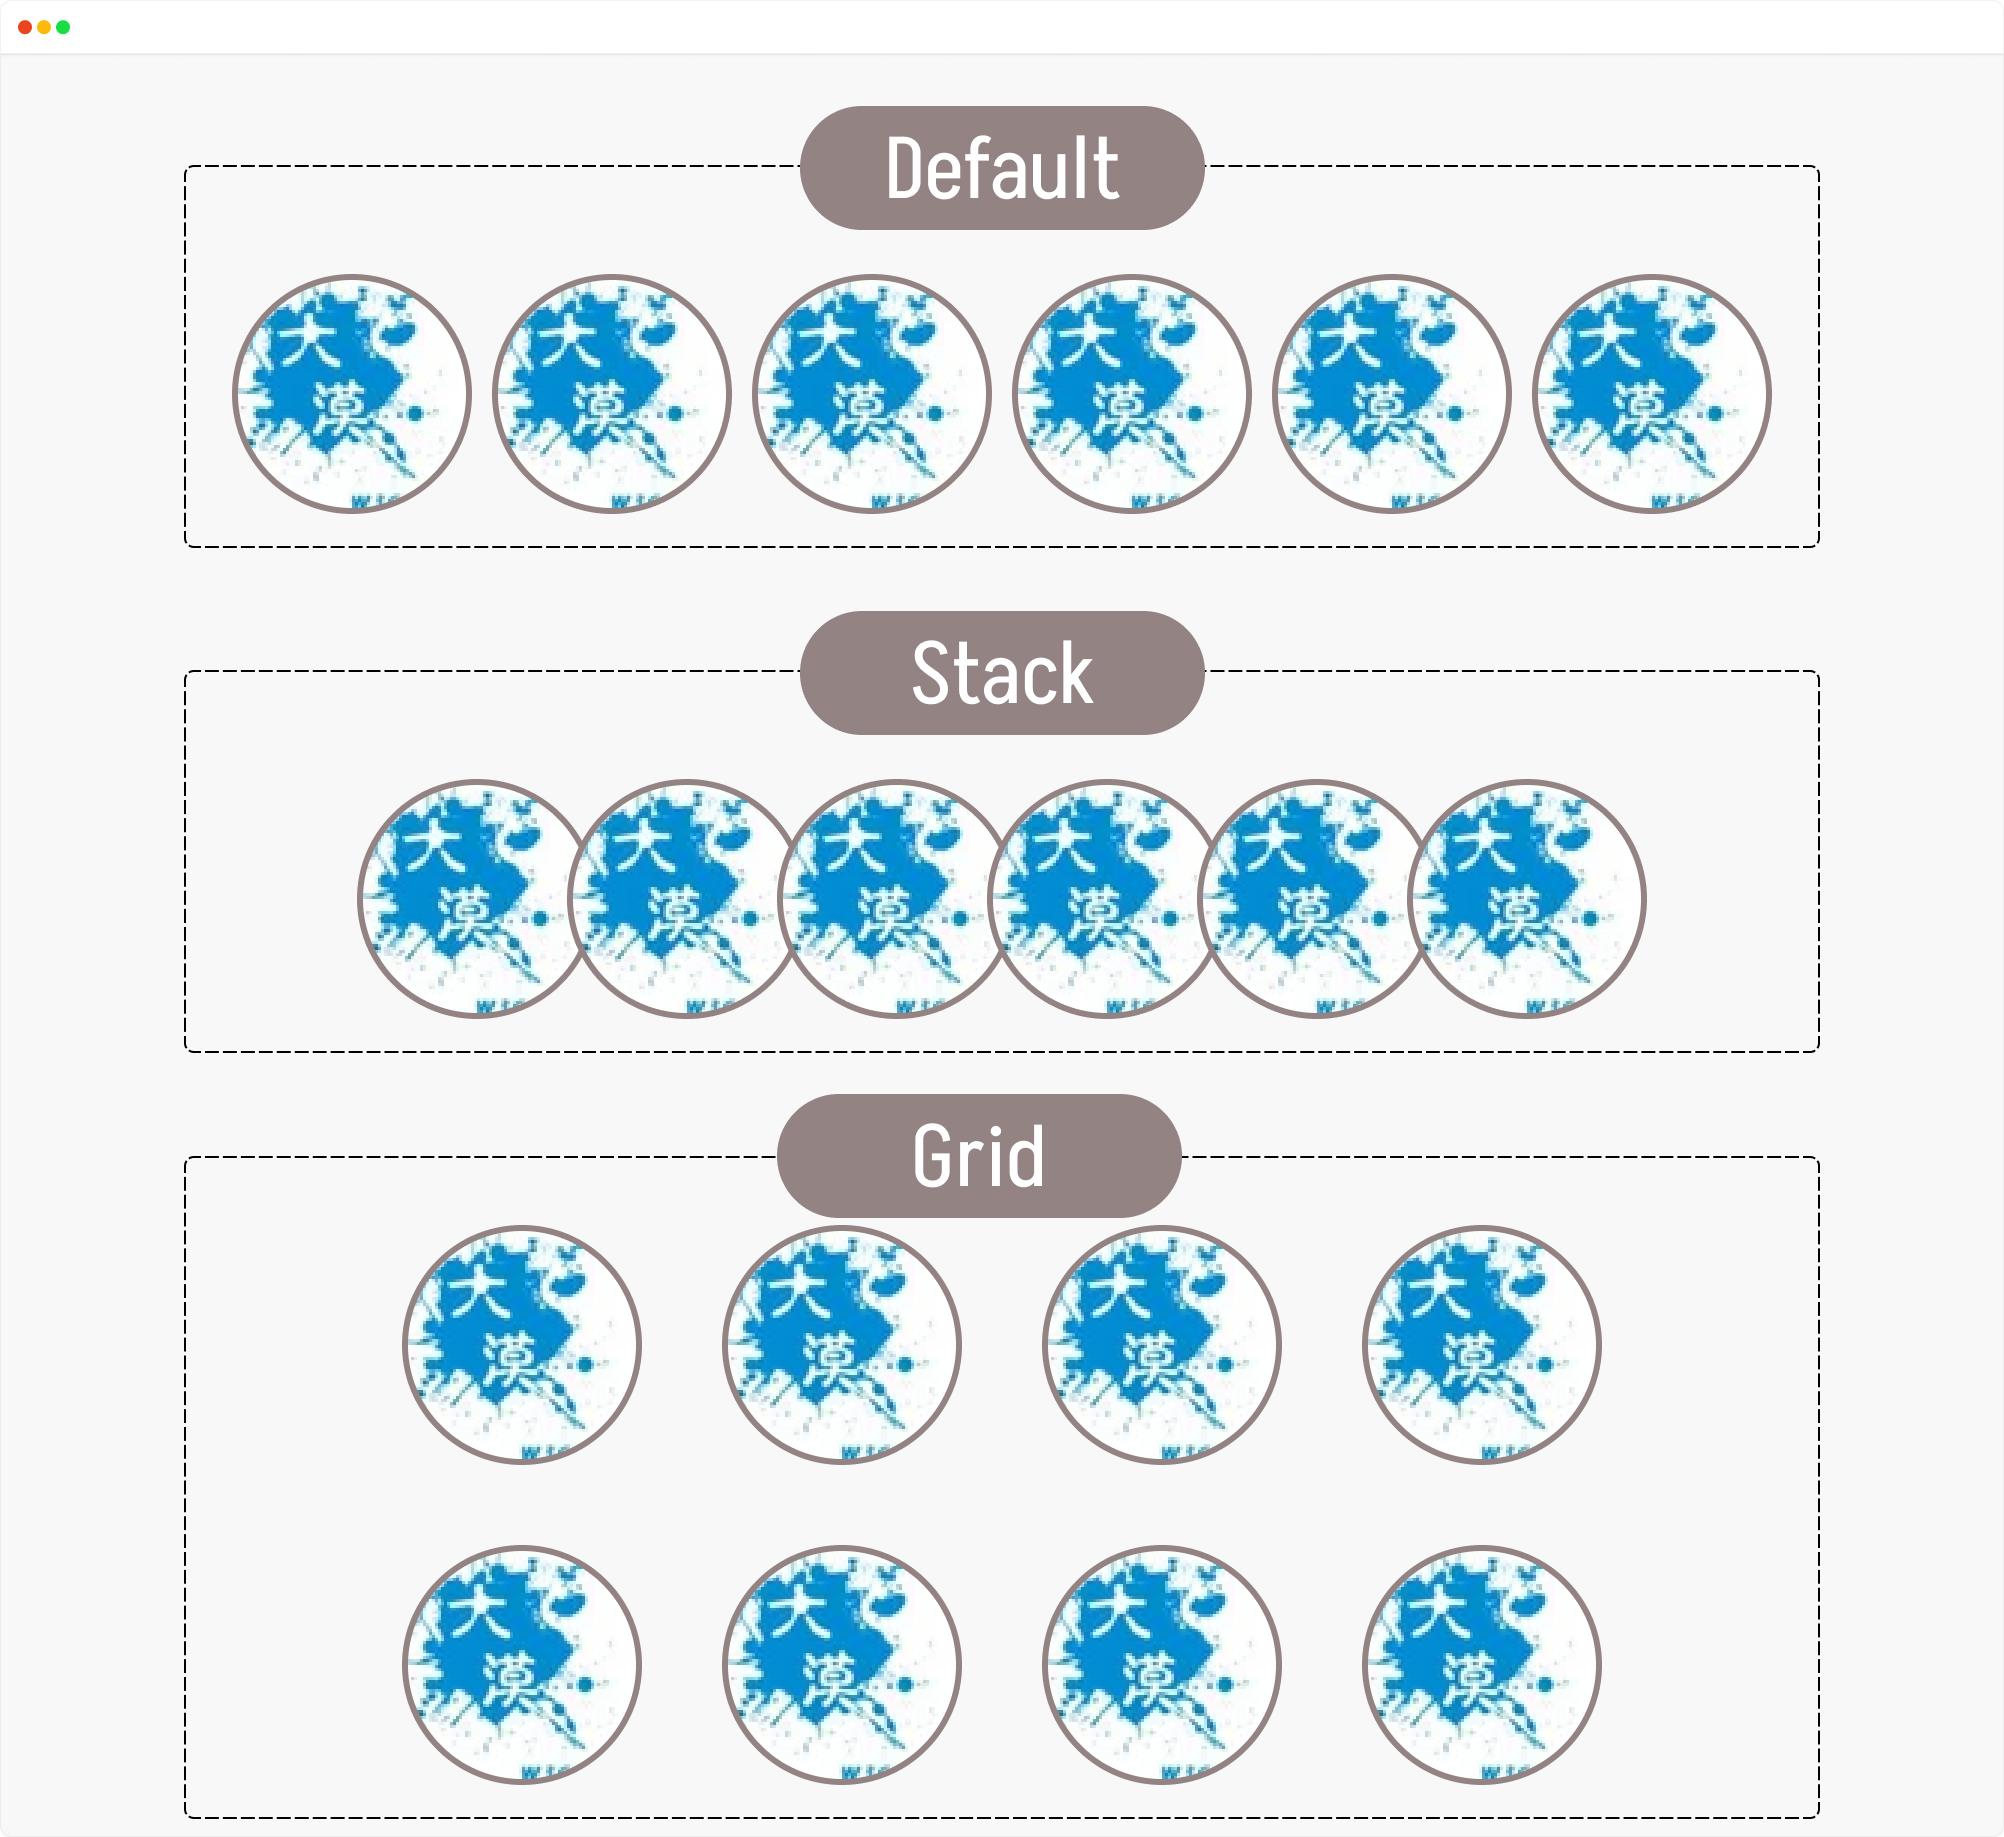 Default
大 大 大 大 大 大
漠 漠 漠 漠 漠 漠
Stack
大 大 大 大 大 大
漠 漠 漠 漠 漠 漠
Grid
大 大 大 大
漠 漠 漠 漠
大 大 大 大
漠 漠 漠 漠